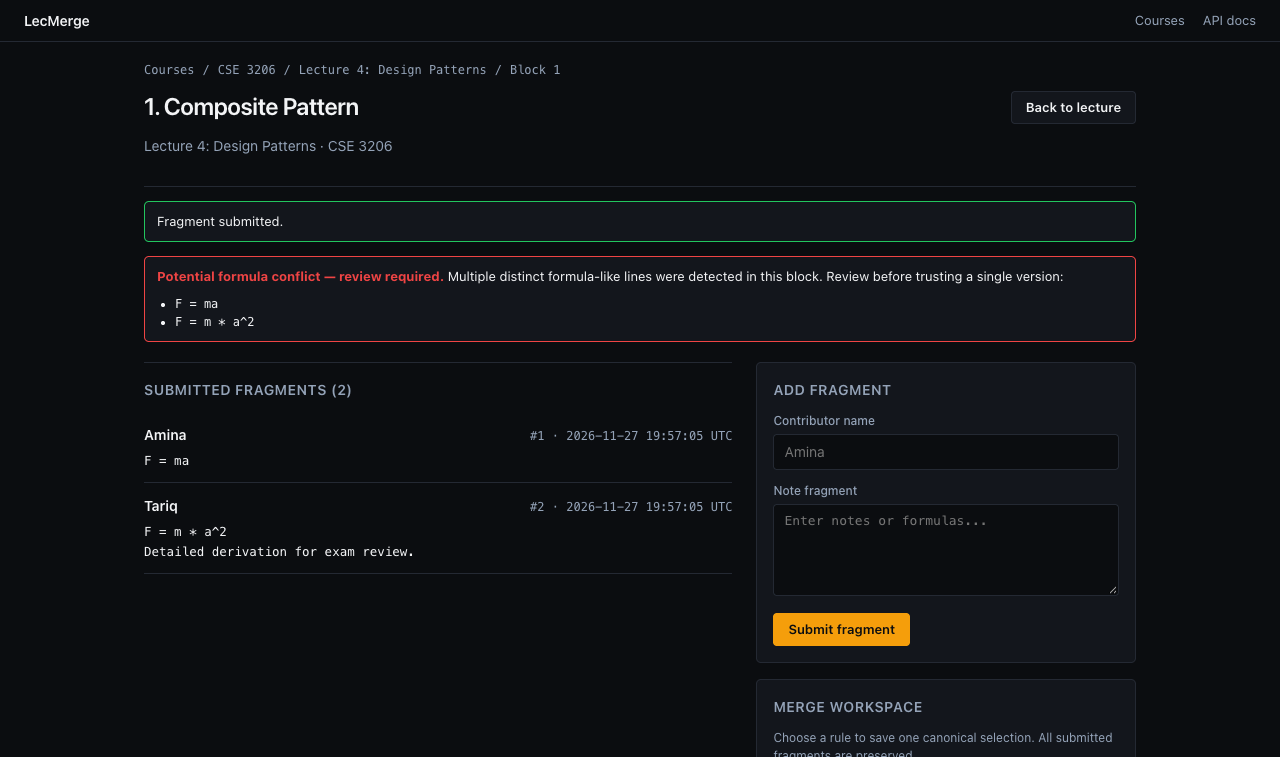 LecMerge
Courses API docs
Courses / CSE 3206 / Lecture 4: Design Patterns / Block 1
1. Composite Pattern
Back to lecture
Lecture 4: Design Patterns · CSE 3206
Fragment submitted.
Potential formula conflict — review required. Multiple distinct formula-like lines were detected in this block. Review before trusting a single version:
• F = ma
• F = m * a^2
SUBMITTED FRAGMENTS (2)
Amina #1 · 2026-11-27 19:57:05 UTC
F = ma
Tariq #2 · 2026-11-27 19:57:05 UTC
F = m * a^2
Detailed derivation for exam review.
ADD FRAGMENT
Contributor name
Amina
Note fragment
Enter notes or formulas...
Submit fragment
MERGE WORKSPACE
Choose a rule to save one canonical selection. All submitted
fragments are preserved.